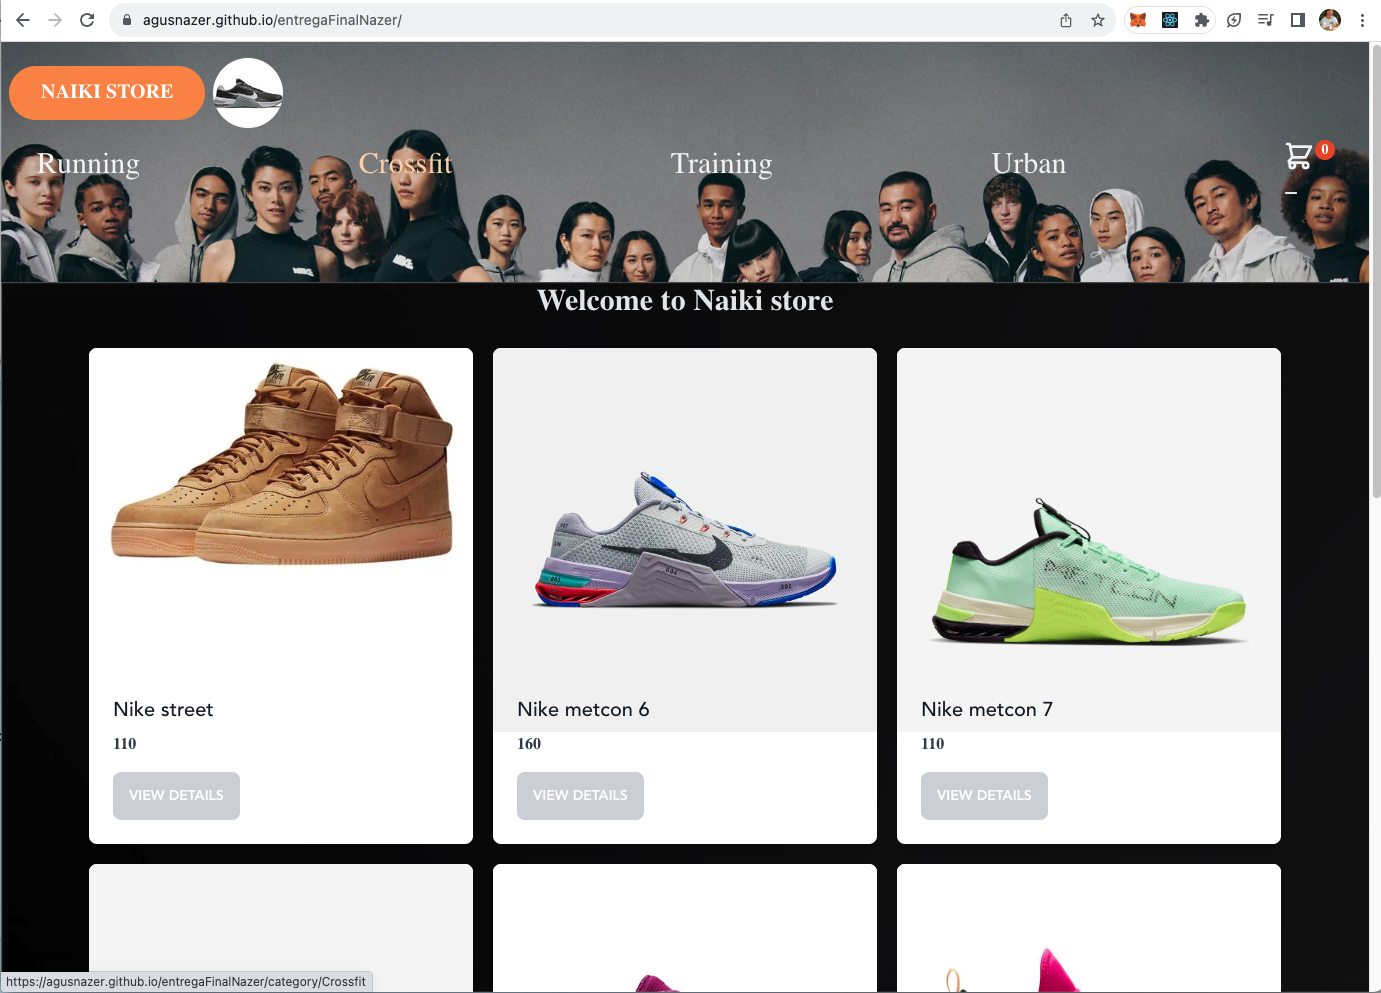 agusnazer.github.io/entregaFinalNazer/
NAIKI STORE
Running
Crossfit
Training
Urban
0
Welcome to Naiki store
METCON
Nike street
Nike metcon 6
Nike metcon 7
110
160
110
VIEW DETAILS
VIEW DETAILS
VIEW DETAILS
https://agusnazer.github.io/entregaFinalNazer/category/Crossfit